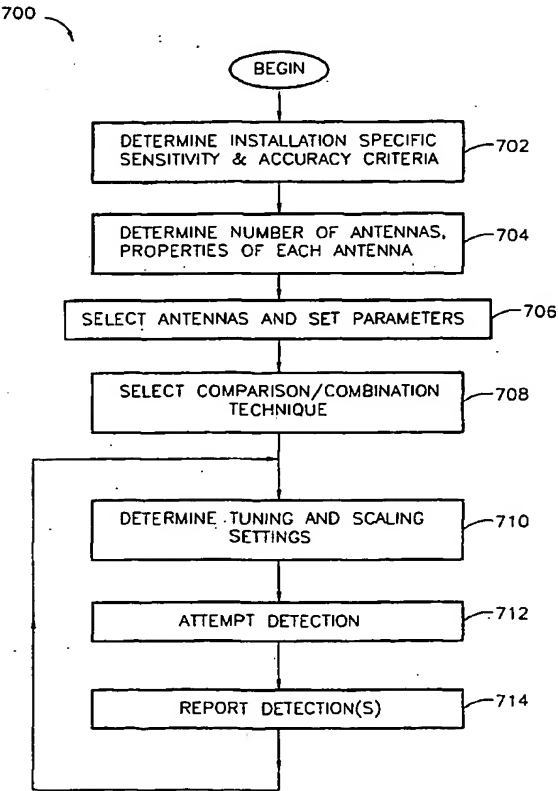 700
BEGIN
DETERMINE INSTALLATION SPECIFIC
SENSITIVITY & ACCURACY CRITERIA
702
DETERMINE NUMBER OF ANTENNAS,
PROPERTIES OF EACH ANTENNA
704
SELECT ANTENNAS AND SET PARAMETERS
706
SELECT COMPARISON/COMBINATION
TECHNIQUE
708
DETERMINE TUNING AND SCALING
SETTINGS
710
ATTEMPT DETECTION
712
REPORT DETECTION(S)
714